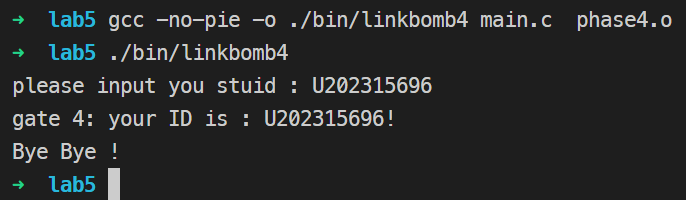 ➜  lab5 gcc -no-pie -o ./bin/linkbomb4 main.c  phase4.o
➜  lab5 ./bin/linkbomb4
please input you stuid : U202315696
gate 4: your ID is : U202315696!
Bye Bye !
➜  lab5